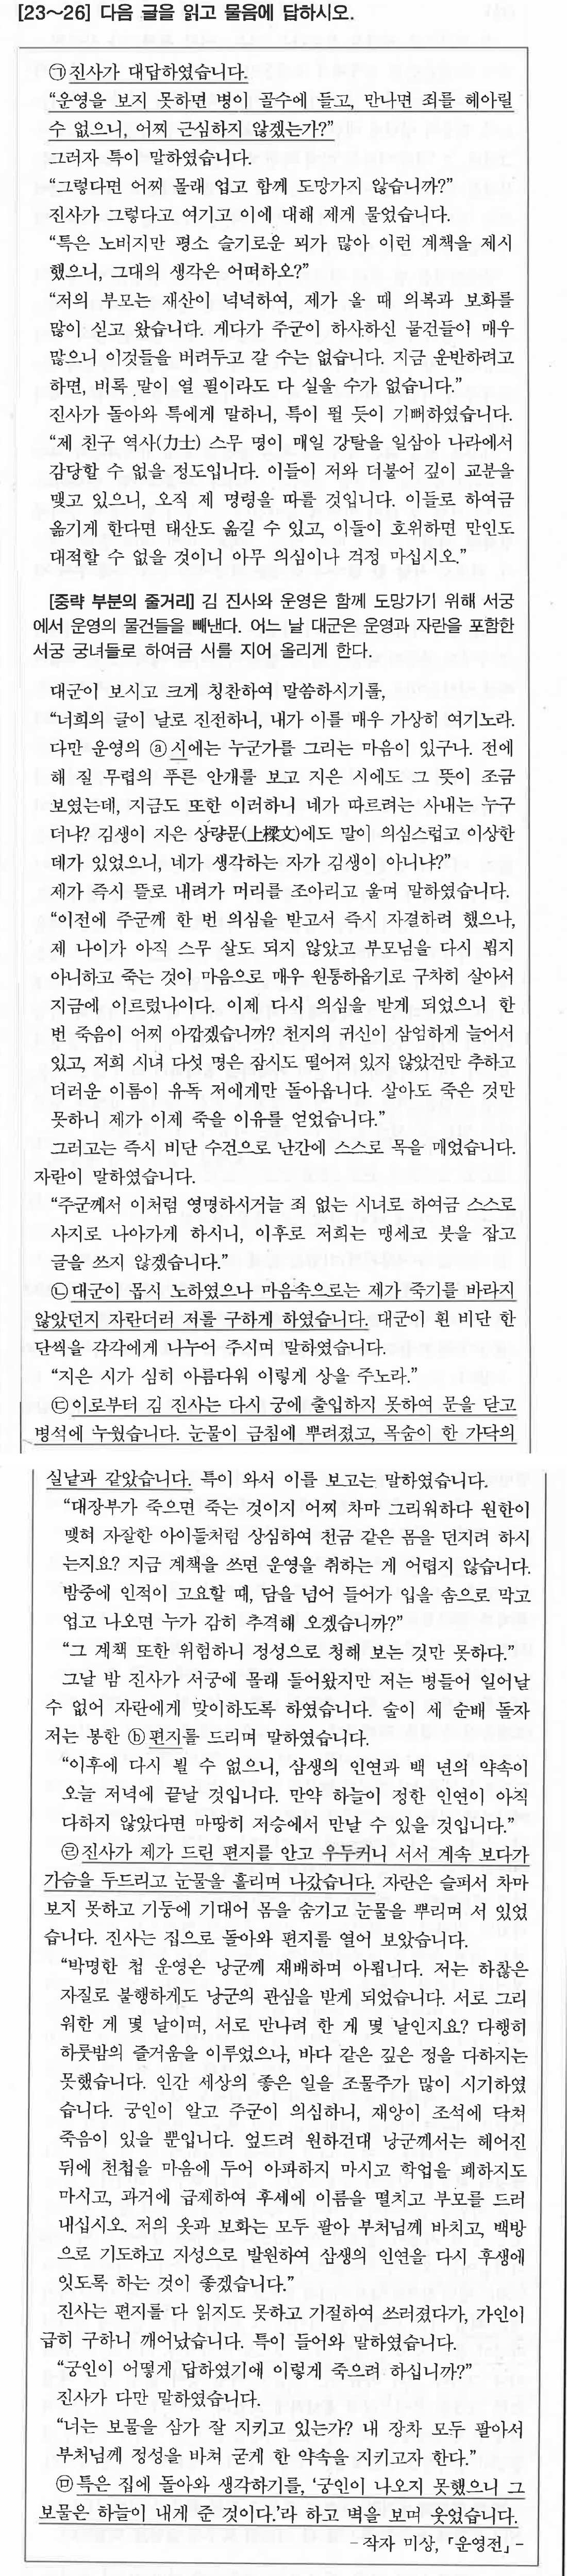 [23～26] 다음 글을 읽고 물음에 답하시오.
㉠진사가 대답하였습니다.
“운영을 보지 못하면 병이 골수에 들고, 만나면 죄를 헤아릴
수 없으니, 어찌 근심하지 않겠는가?”
그러자 특이 말하였습니다.
“그렇다면 어찌 몰래 업고 함께 도망가지 않습니까?”
진사가 그렇다고 여기고 이에 대해 제게 물었습니다.
“특은 노비지만 평소 슬기로운 꾀가 많아 이런 계책을 제시
했으니, 그대의 생각은 어떠하오?”
“저의 부모는 재산이 넉넉하여, 제가 올 때 의복과 보화를
많이 싣고 왔습니다. 게다가 주군이 하사하신 물건들이 매우
많으니 이것들을 버려두고 갈 수는 없습니다. 지금 운반하려고
하면, 비록 말이 열 필이라도 다 실을 수가 없습니다.”
진사가 돌아와 특에게 말하니, 특이 뛸 듯이 기뻐하였습니다.
“제 친구 역사(力士) 스무 명이 매일 강탈을 일삼아 나라에서
감당할 수 없을 정도입니다. 이들이 저와 더불어 깊이 교분을
맺고 있으니, 오직 제 명령을 따를 것입니다. 이들로 하여금
옮기게 한다면 태산도 옮길 수 있고, 이들이 호위하면 만인도
대적할 수 없을 것이니 아무 의심이나 걱정 마십시오.”
[중략 부분의 줄거리] 김 진사와 운영은 함께 도망가기 위해 서궁
에서 운영의 물건들을 빼낸다. 어느 날 대군은 운영과 자란을 포함한
서궁 궁녀들로 하여금 시를 지어 올리게 한다.
대군이 보시고 크게 칭찬하여 말씀하시기를,
“너희의 글이 날로 진전하니, 내가 이를 매우 가상히 여기노라.
다만 운영의 ⓐ시에는 누군가를 그리는 마음이 있구나. 전에
해 질 무렵의 푸른 안개를 보고 지은 시에도 그 뜻이 조금
보였는데, 지금도 또한 이러하니 네가 따르려는 사내는 누구
더냐? 김생이 지은 상량문(上樑文)에도 말이 의심스럽고 이상한
데가 있었으니, 네가 생각하는 자가 김생이 아니냐?”
제가 즉시 뜰로 내려가 머리를 조아리고 울며 말하였습니다.
“이전에 주군께 한 번 의심을 받고서 즉시 자결하려 했으나,
제 나이가 아직 스무 살도 되지 않았고 부모님을 다시 뵙지
아니하고 죽는 것이 마음으로 매우 원통하옵기로 구차히 살아서
지금에 이르렀나이다. 이제 다시 의심을 받게 되었으니 한
번 죽음이 어찌 아깝겠습니까? 천지의 귀신이 삼엄하게 늘어서
있고, 저희 시녀 다섯 명은 잠시도 떨어져 있지 않았건만 추하고
더러운 이름이 유독 저에게만 돌아옵니다. 살아도 죽은 것만
못하니 제가 이제 죽을 이유를 얻었습니다.”
그러고는 즉시 비단 수건으로 난간에 스스로 목을 매었습니다.
자란이 말하였습니다.
“주군께서 이처럼 영명하시거늘 죄 없는 시녀로 하여금 스스로
사지로 나아가게 하시니, 이후로 저희는 맹세코 붓을 잡고
글을 쓰지 않겠습니다.”
㉡대군이 몹시 노하였으나 마음속으로는 제가 죽기를 바라지
않았던지 자란더러 저를 구하게 하였습니다. 대군이 흰 비단 한
단씩을 각각에게 나누어 주시며 말하였습니다.
“지은 시가 심히 아름다워 이렇게 상을 주노라.”
㉢이로부터 김 진사는 다시 궁에 출입하지 못하여 문을 닫고
병석에 누웠습니다. 눈물이 금침에 뿌려졌고, 목숨이 한 가닥의
실낱과 같았습니다. 특이 와서 이를 보고는 말하였습니다.
“대장부가 죽으면 죽는 것이지 어찌 차마 그리워하다 원한이
맺혀 자잘한 아이들처럼 상심하여 천금 같은 몸을 던지려 하시
는지요? 지금 계책을 쓰면 운영을 취하는 게 어렵지 않습니다.
밤중에 인적이 고요할 때, 담을 넘어 들어가 입을 솜으로 막고
업고 나오면 누가 감히 추격해 오겠습니까?”
“그 계책 또한 위험하니 정성으로 청해 보는 것만 못하다.”
그날 밤 진사가 서궁에 몰래 들어왔지만 저는 병들어 일어날
수 없어 자란에게 맞이하도록 하였습니다. 술이 세 순배 돌자
저는 봉한 ⓑ편지를 드리며 말하였습니다.
“이후에 다시 뵐 수 없으니, 삼생의 인연과 백 년의 약속이
오늘 저녁에 끝날 것입니다. 만약 하늘이 정한 인연이 아직
다하지 않았다면 마땅히 저승에서 만날 수 있을 것입니다.”
㉣진사가 제가 드린 편지를 안고 우두커니 서서 계속 보다가
가슴을 두드리고 눈물을 흘리며 나갔습니다. 자란은 슬퍼서 차마
보지 못하고 기둥에 기대어 몸을 숨기고 눈물을 뿌리며 서 있었
습니다. 진사는 집으로 돌아와 편지를 열어 보았습니다.
“박명한 첩 운영은 낭군께 재배하며 아룁니다. 저는 하찮은
자질로 불행하게도 낭군의 관심을 받게 되었습니다. 서로 그리
워한 게 몇 날이며, 서로 만나려 한 게 몇 날인지요? 다행히
하룻밤의 즐거움을 이루었으나, 바다 같은 깊은 정을 다하지는
못했습니다. 인간 세상의 좋은 일을 조물주가 많이 시기하였
습니다. 궁인이 알고 주군이 의심하니, 재앙이 조석에 닥쳐
죽음이 있을 뿐입니다. 엎드려 원하건대 낭군께서는 헤어진
뒤에 천첩을 마음에 두어 아파하지 마시고 학업을 폐하지도
마시고, 과거에 급제하여 후세에 이름을 떨치고 부모를 드러
내십시오. 저의 옷과 보화는 모두 팔아 부처님께 바치고, 백방
으로 기도하고 지성으로 발원하여 삼생의 인연을 다시 후생에
잇도록 하는 것이 좋겠습니다.”
진사는 편지를 다 읽지도 못하고 기절하여 쓰러졌다가, 가인이
급히 구하니 깨어났습니다. 특이 들어와 말하였습니다.
“궁인이 어떻게 답하였기에 이렇게 죽으려 하십니까?”
진사가 다만 말하였습니다.
“너는 보물을 삼가 잘 지키고 있는가? 내 장차 모두 팔아서
부처님께 정성을 바쳐 굳게 한 약속을 지키고자 한다.”
㉤특은 집에 돌아와 생각하기를, ‘궁인이 나오지 못했으니 그
보물은 하늘이 내게 준 것이다.’라 하고 벽을 보며 웃었습니다.
- 작자 미상, 「운영전」 -